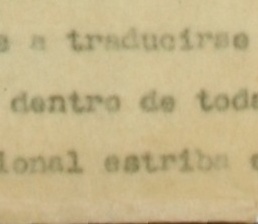 e a traducirse
dentro de toda
ional estriba e